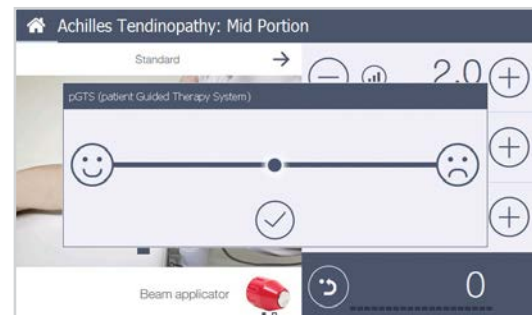 Achilles Tendinopathy: Mid Portion
Standard
2.0
pGTS (patient Guided Therapy System)
Beam applicator
0